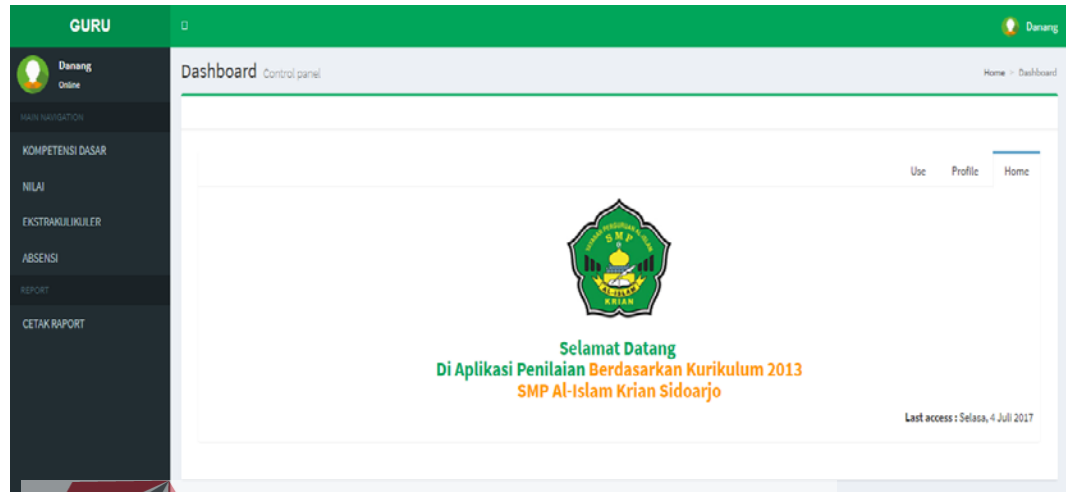 GURU
Danang
Danang
Online
Dashboard Control panel
Home > Dashboard
MAIN NAVIGATION
KOMPETENSI DASAR
NILAI
EKSTRAKULIKULER
ABSENSI
REPORT
CETAK RAPORT
Use Profile Home
SMP
AL-ISLAM
KRIAN
Selamat Datang
Di Aplikasi Penilaian Berdasarkan Kurikulum 2013
SMP Al-Islam Krian Sidoarjo
Last access : Selasa, 4 Juli 2017